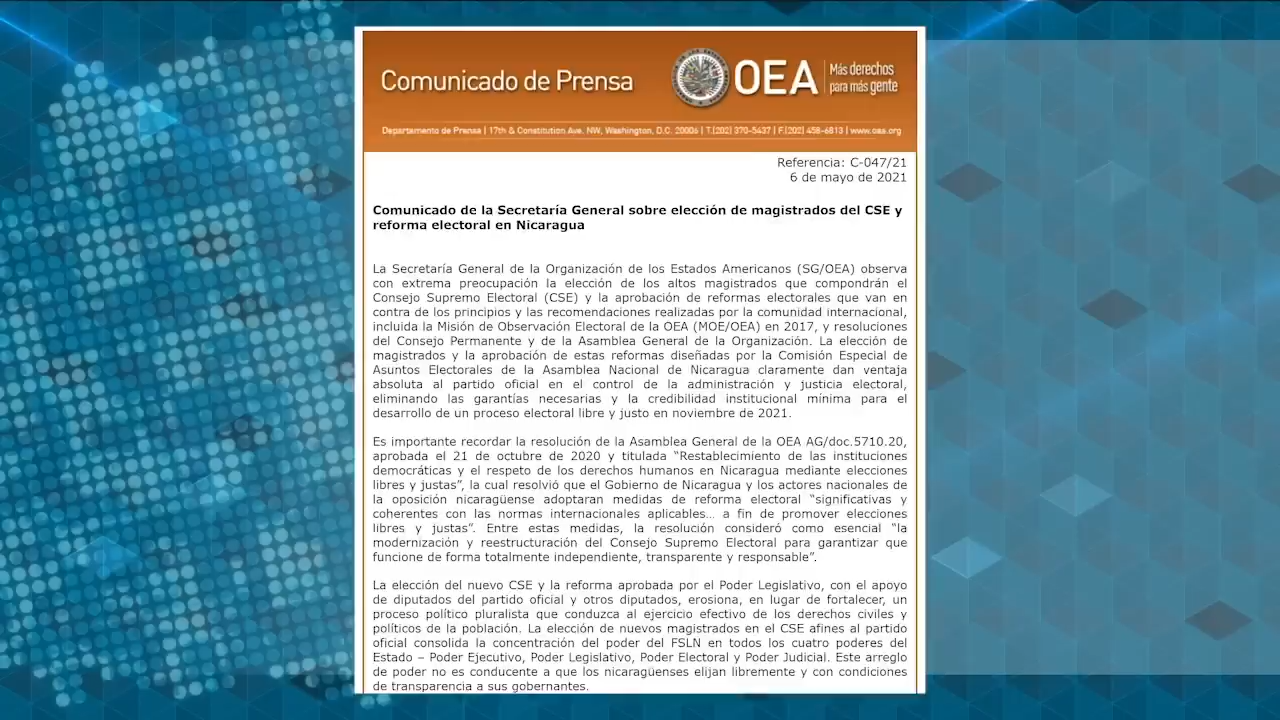 Comunicado de Prensa
OEA
Más derechos
para más gente
Departamento de Prensa | 17th & Constitution Ave. NW, Washington, D.C. 20006 | T.(202) 370-5437 | F.(202) 458-6813 | www.oas.org
Referencia: C-047/21
6 de mayo de 2021
Comunicado de la Secretaría General sobre elección de magistrados del CSE y
reforma electoral en Nicaragua
La Secretaría General de la Organización de los Estados Americanos (SG/OEA) observa
con extrema preocupación la elección de los altos magistrados que compondrán el
Consejo Supremo Electoral (CSE) y la aprobación de reformas electorales que van en
contra de los principios y las recomendaciones realizadas por la comunidad internacional,
incluida la Misión de Observación Electoral de la OEA (MOE/OEA) en 2017, y resoluciones
del Consejo Permanente y de la Asamblea General de la Organización. La elección de
magistrados y la aprobación de estas reformas diseñadas por la Comisión Especial de
Asuntos Electorales de la Asamblea Nacional de Nicaragua claramente dan ventaja
absoluta al partido oficial en el control de la administración y justicia electoral,
eliminando las garantías necesarias y la credibilidad institucional mínima para el
desarrollo de un proceso electoral libre y justo en noviembre de 2021.
Es importante recordar la resolución de la Asamblea General de la OEA AG/doc.5710.20,
aprobada el 21 de octubre de 2020 y titulada “Restablecimiento de las instituciones
democráticas y el respeto de los derechos humanos en Nicaragua mediante elecciones
libres y justas”, la cual resolvió que el Gobierno de Nicaragua y los actores nacionales de
la oposición nicaragüense adoptaran medidas de reforma electoral “significativas y
coherentes con las normas internacionales aplicables… a fin de promover elecciones
libres y justas”. Entre estas medidas, la resolución consideró como esencial “la
modernización y reestructuración del Consejo Supremo Electoral para garantizar que
funcione de forma totalmente independiente, transparente y responsable”.
La elección del nuevo CSE y la reforma aprobada por el Poder Legislativo, con el apoyo
de diputados del partido oficial y otros diputados, erosiona, en lugar de fortalecer, un
proceso político pluralista que conduzca al ejercicio efectivo de los derechos civiles y
políticos de la población. La elección de nuevos magistrados en el CSE afines al partido
oficial consolida la concentración del poder del FSLN en todos los cuatro poderes del
Estado – Poder Ejecutivo, Poder Legislativo, Poder Electoral y Poder Judicial. Este arreglo
de poder no es conducente a que los nicaragüenses elijan libremente y con condiciones
de transparencia a sus gobernantes.